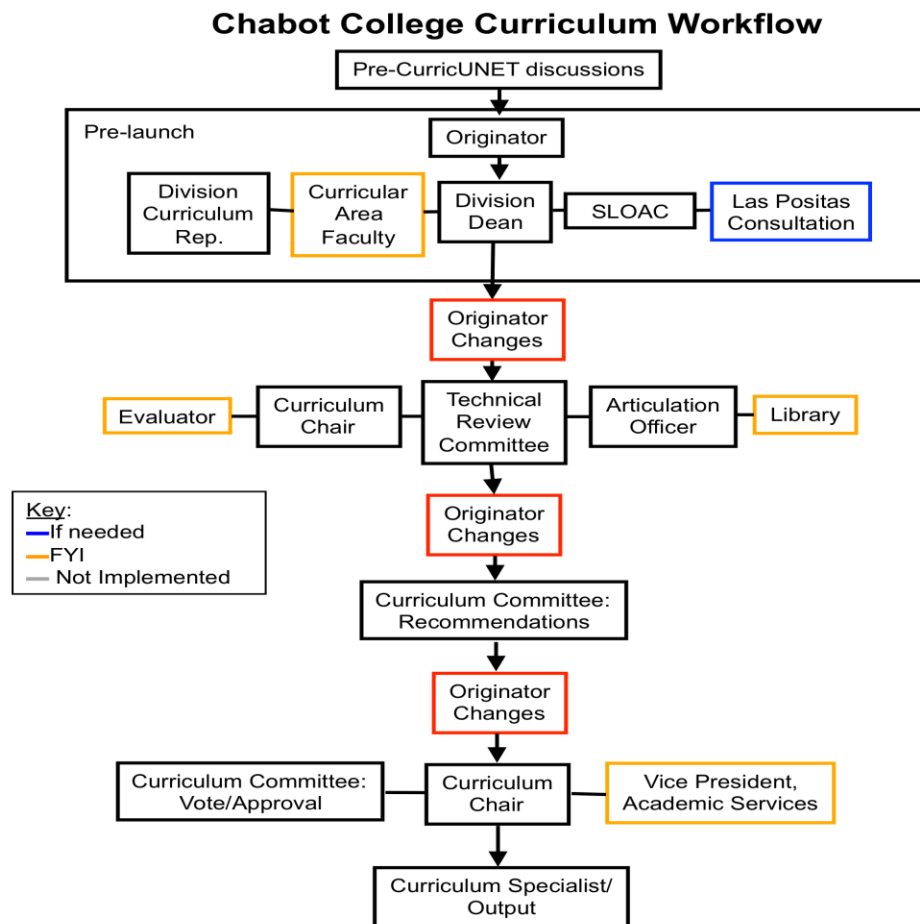 Chabot College Curriculum Workflow
Pre-CurricUNET discussions
Pre-launch
Originator
Division
Curriculum
Rep.
Curricular
Area
Faculty
Division
Dean
SLOAC
Las Positas
Consultation
Originator
Changes
Evaluator
Curriculum
Chair
Technical
Review
Committee
Articulation
Officer
Library
Key:
If needed
FYI
Not Implemented
Originator
Changes
Curriculum Committee:
Recommendations
Originator
Changes
Curriculum Committee:
Vote/Approval
Curriculum
Chair
Vice President,
Academic Services
Curriculum Specialist/
Output